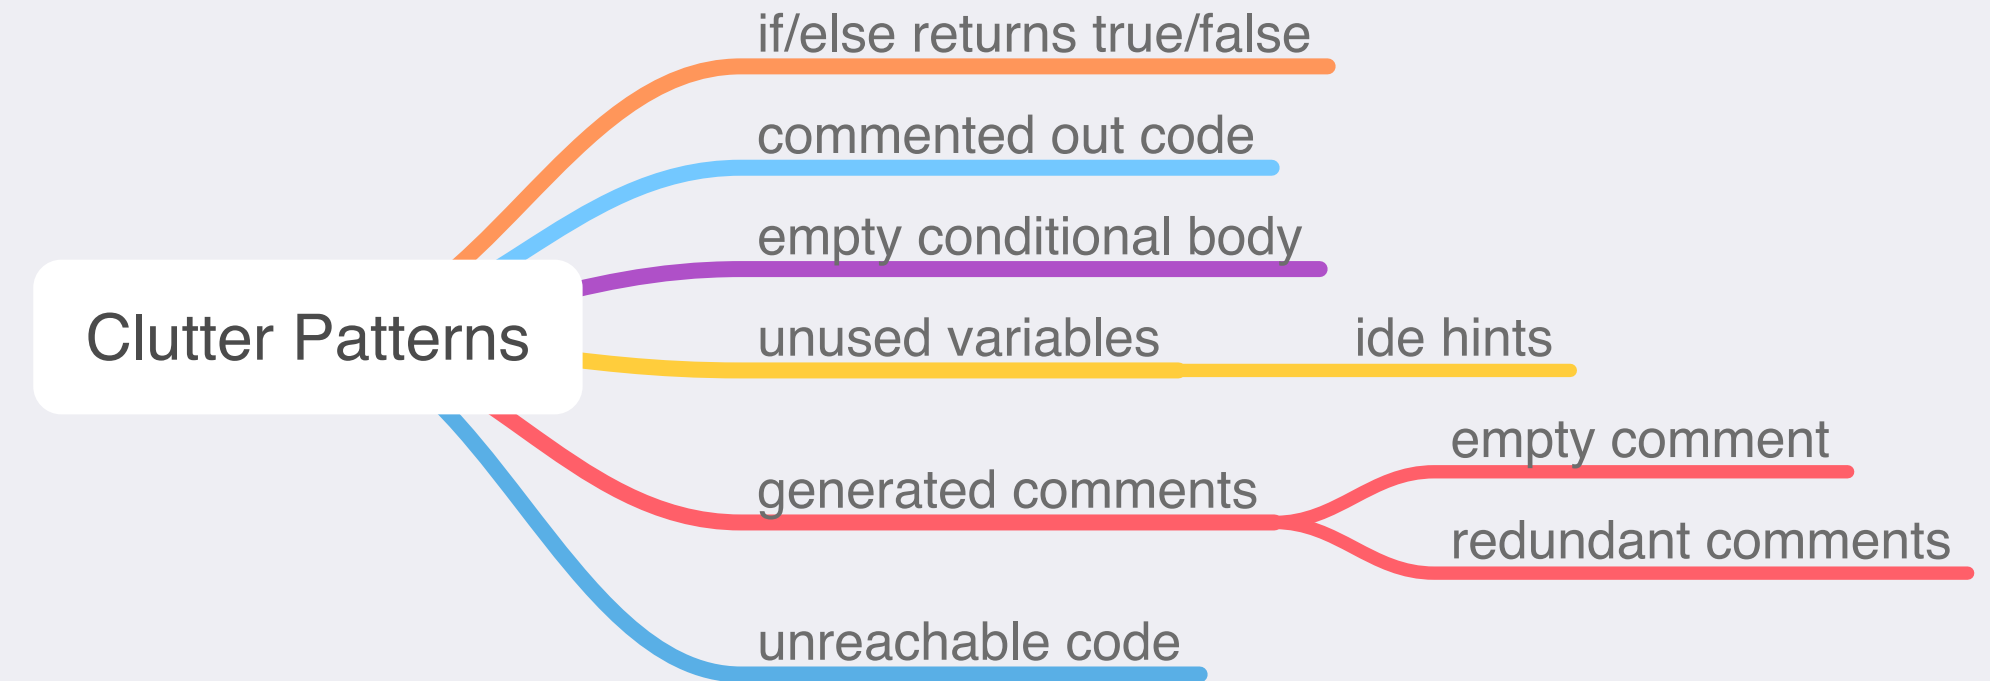 Clutter Patterns
if/else returns true/false
commented out code
empty conditional body
unused variables
ide hints
generated comments
empty comment
redundant comments
unreachable code